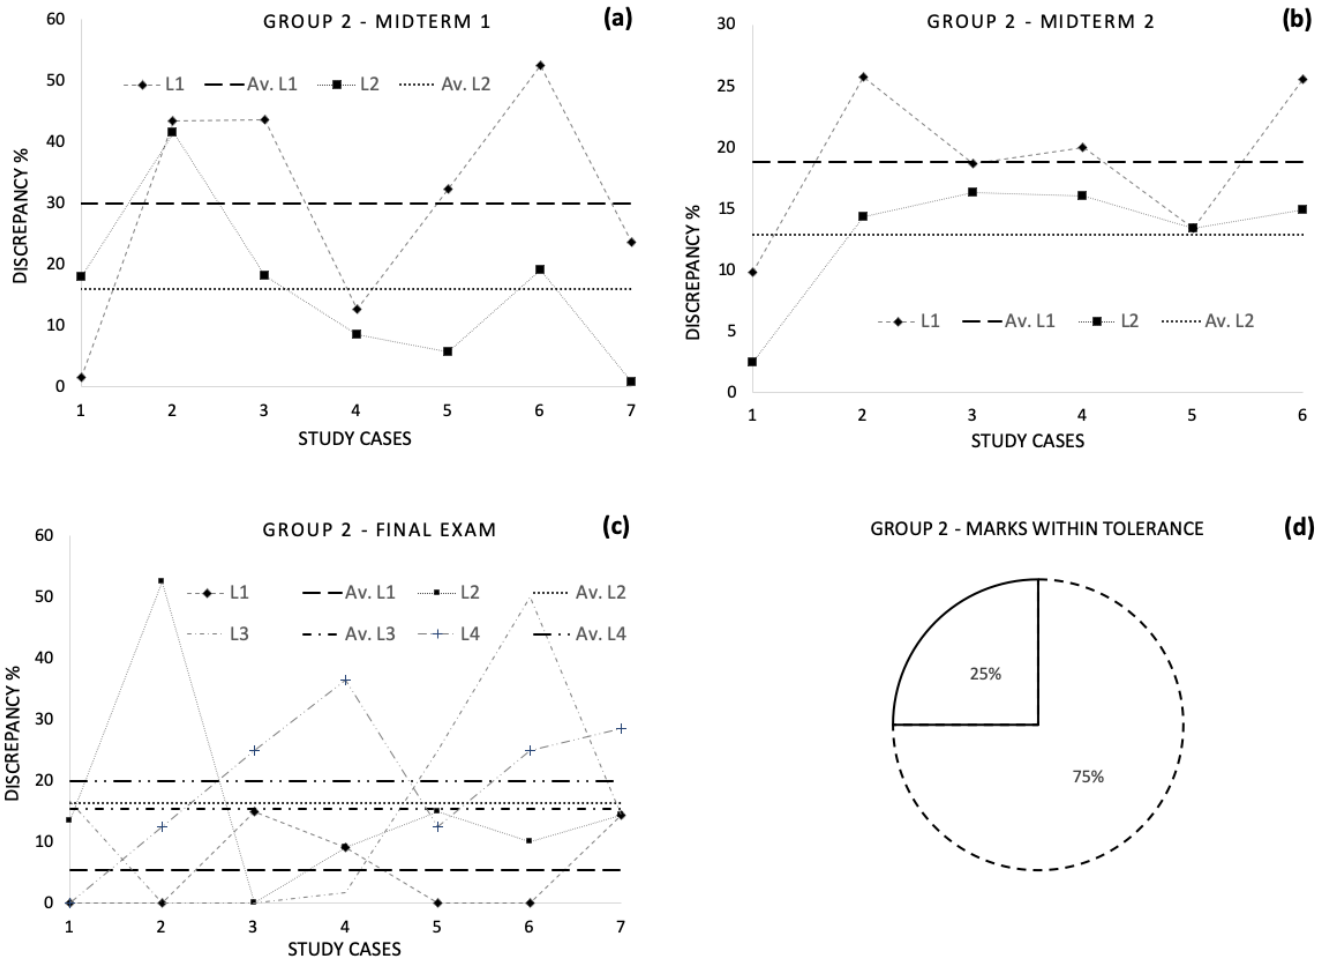 GROUP 2 - MIDTERM 1
(a)
60
50
40
30
20
10
0
L1 Av. L1 L2 Av. L2
DISCREPANCY %
1 2 3 4 5 6 7
STUDY CASES
GROUP 2 - MIDTERM 2
(b)
30
25
20
15
10
5
0
DISCREPANCY %
L1 Av. L1 L2 Av. L2
1 2 3 4 5 6
STUDY CASES
GROUP 2 - FINAL EXAM
(c)
60
50
40
30
20
10
0
L1 Av. L1 L2 Av. L2
L3 Av. L3 L4 Av. L4
DISCREPANCY %
1 2 3 4 5 6 7
STUDY CASES
GROUP 2 - MARKS WITHIN TOLERANCE
(d)
25%
75%